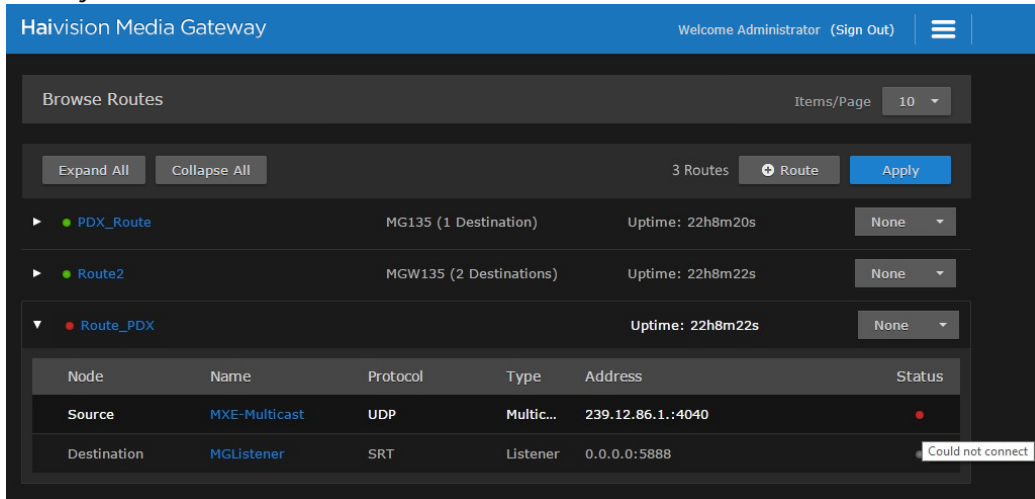 Haivision Media Gateway Welcome Administrator (Sign Out)
Browse Routes Items/Page 10
Expand All Collapse All 3 Routes Route Apply
PDX_Route MG135 (1 Destination) Uptime: 22h8m20s None
Route2 MGW135 (2 Destinations) Uptime: 22h8m22s None
Route_PDX Uptime: 22h8m22s None
Node Name Protocol Type Address Status
Source MXE-Multicast UDP Multic... 239.12.86.1.:4040
Destination MGListener SRT Listener 0.0.0.0:5888
Could not connect